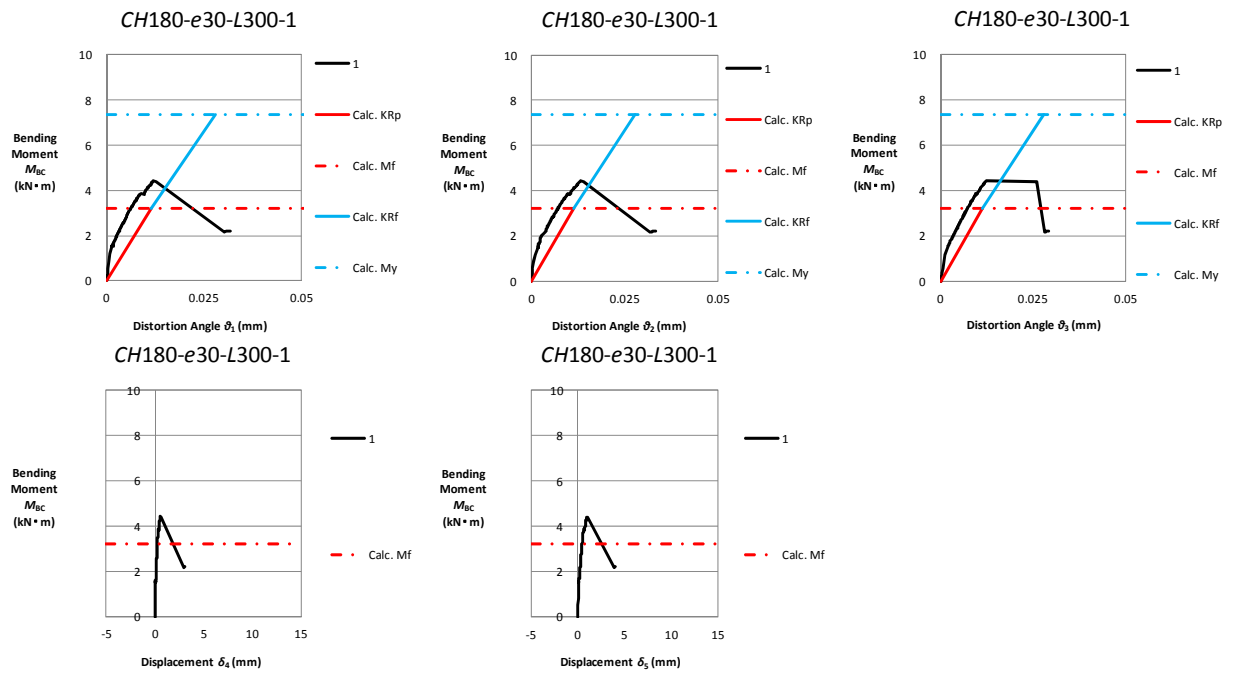 CH180-e30-L300-1
10
8
6
4
2
0
0
0.025
0.05
Bending
Moment
MBC
(kN•m)
Distortion Angle ϑ1 (mm)
1
Calc. KRp
Calc. Mf
Calc. KRf
Calc. My
CH180-e30-L300-1
10
8
6
4
2
0
0
0.025
0.05
Bending
Moment
MBC
(kN•m)
Distortion Angle ϑ2 (mm)
1
Calc. KRp
Calc. Mf
Calc. KRf
Calc. My
CH180-e30-L300-1
10
8
6
4
2
0
0
0.025
0.05
Bending
Moment
MBC
(kN•m)
Distortion Angle ϑ3 (mm)
1
Calc. KRp
Calc. Mf
Calc. KRf
Calc. My
CH180-e30-L300-1
10
8
6
4
2
0
-5
0
5
10
15
Bending
Moment
MBC
(kN•m)
Displacement δ4 (mm)
1
Calc. Mf
CH180-e30-L300-1
10
8
6
4
2
0
-5
0
5
10
15
Bending
Moment
MBC
(kN•m)
Displacement δ5 (mm)
1
Calc. Mf